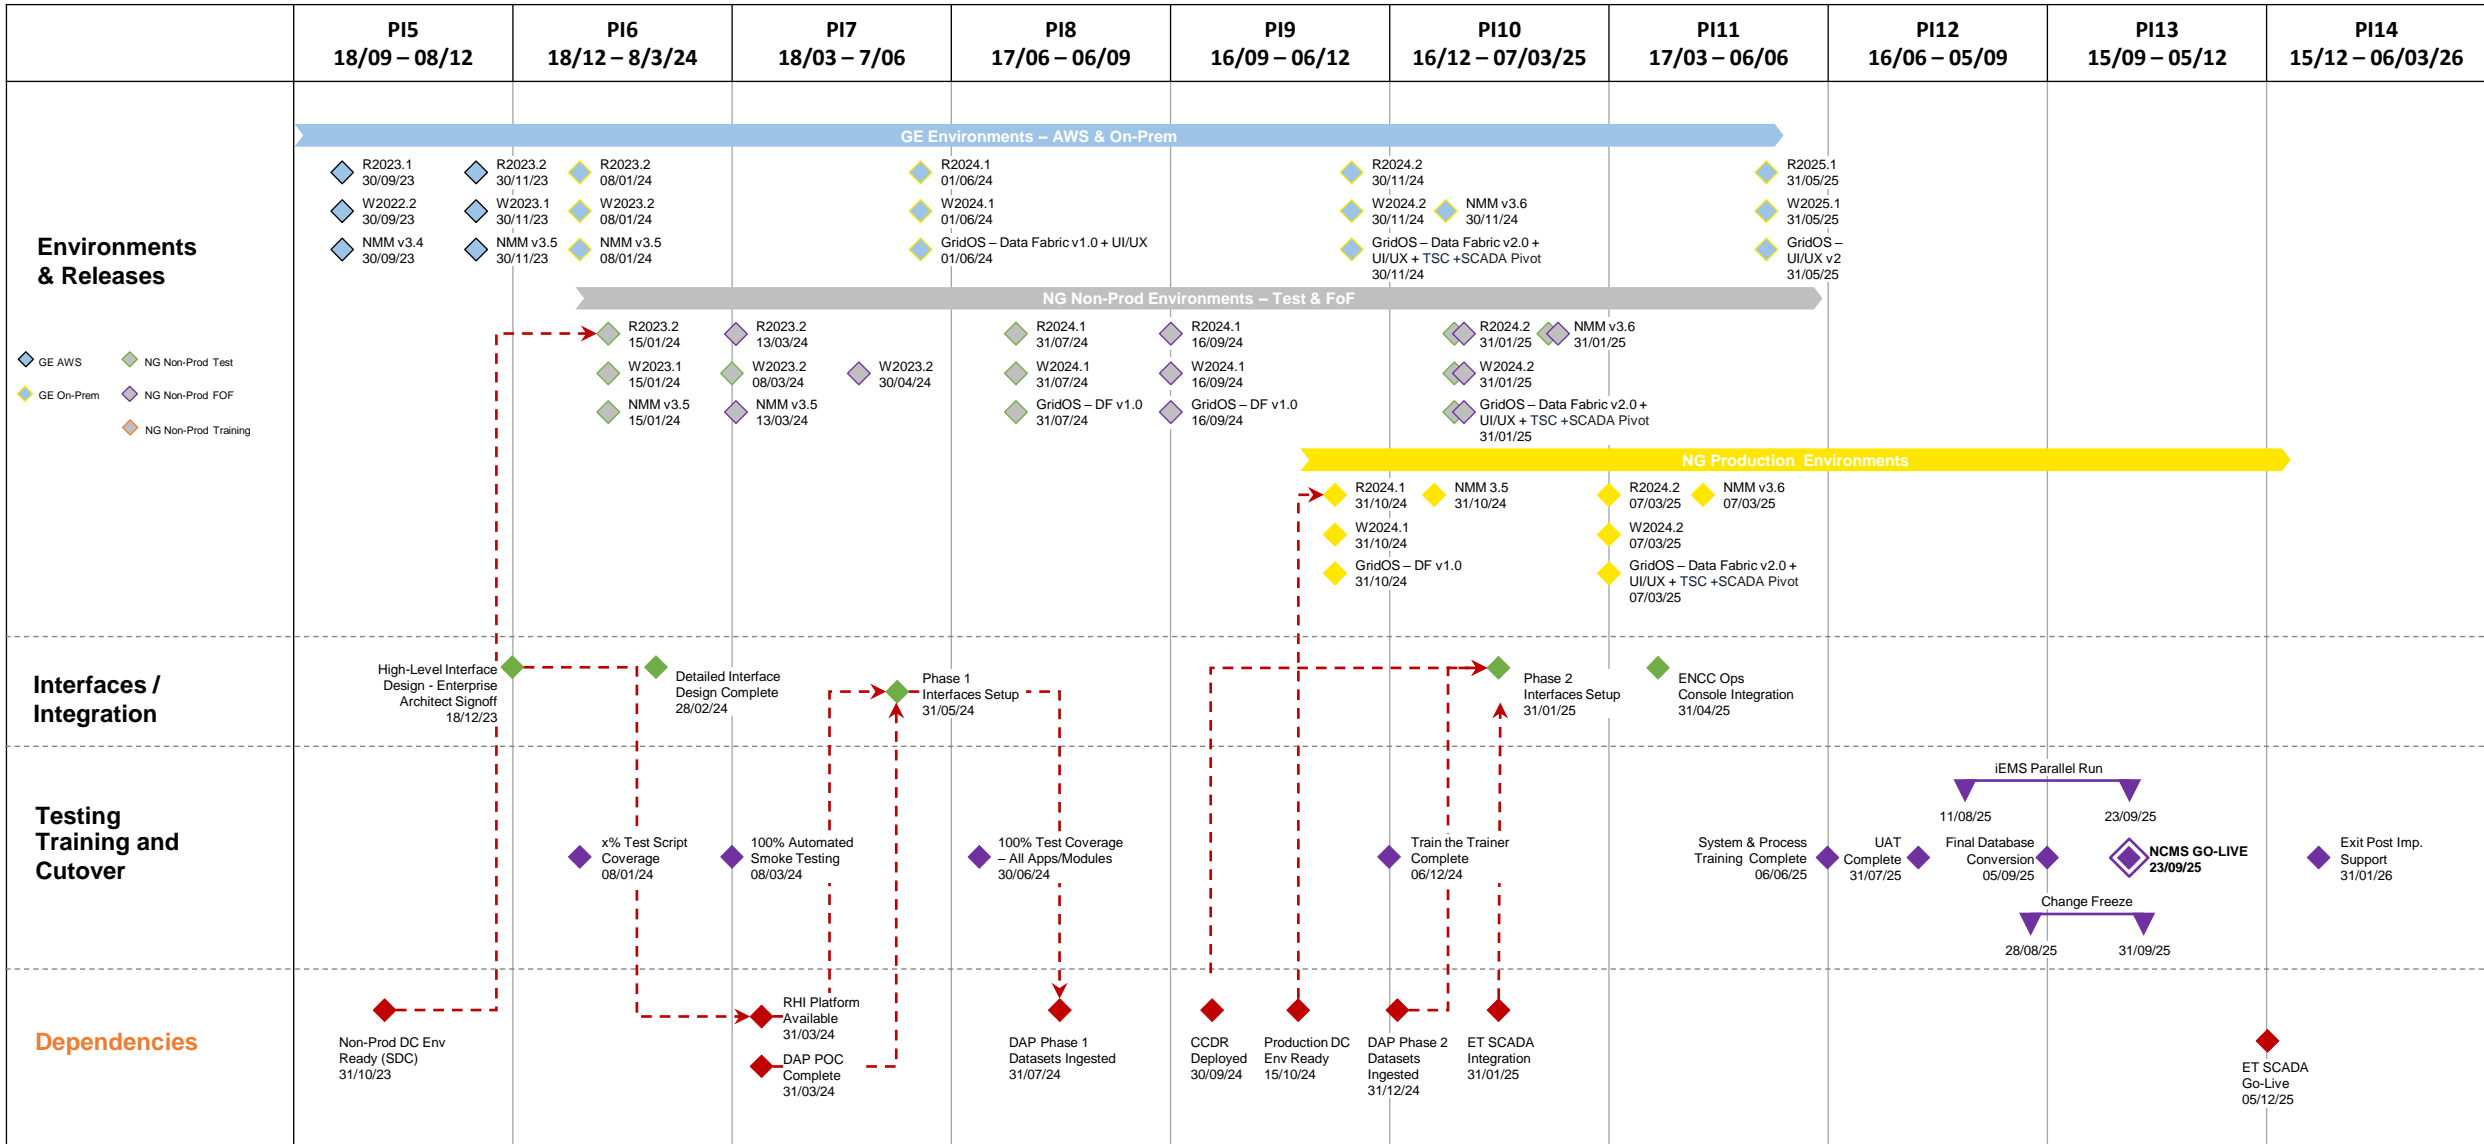 PI5
18/09 – 08/12
PI6
18/12 – 8/3/24
PI7
18/03 – 7/06
PI8
17/06 – 06/09
PI9
16/09 – 06/12
PI10
16/12 – 07/03/25
PI11
17/03 – 06/06
PI12
16/06 – 05/09
PI13
15/09 – 05/12
PI14
15/12 – 06/03/26
Environments
& Releases
GE AWS
NG Non-Prod Test
GE On-Prem
NG Non-Prod FOF
NG Non-Prod Training
GE Environments – AWS & On-Prem
R2023.1
30/09/23
R2023.2
30/11/23
R2023.2
08/01/24
R2024.1
01/06/24
R2024.2
30/11/24
R2025.1
31/05/25
W2022.2
30/09/23
W2023.1
30/11/23
W2023.2
08/01/24
W2024.1
01/06/24
W2024.2
30/11/24
NMM v3.6
30/11/24
W2025.1
31/05/25
NMM v3.4
30/09/23
NMM v3.5
30/11/23
NMM v3.5
08/01/24
GridOS – Data Fabric v1.0 + UI/UX
01/06/24
GridOS – Data Fabric v2.0 +
UI/UX + TSC +SCADA Pivot
30/11/24
GridOS –
UI/UX v2
31/05/25
NG Non-Prod Environments – Test & FoF
R2023.2
15/01/24
R2023.2
13/03/24
R2024.1
31/07/24
R2024.1
16/09/24
R2024.2
31/01/25
NMM v3.6
31/01/25
W2023.1
15/01/24
W2023.2
08/03/24
W2023.2
30/04/24
W2024.1
31/07/24
W2024.1
16/09/24
W2024.2
31/01/25
NMM v3.5
15/01/24
NMM v3.5
13/03/24
GridOS – DF v1.0
31/07/24
GridOS – DF v1.0
16/09/24
GridOS – Data Fabric v2.0 +
UI/UX + TSC +SCADA Pivot
31/01/25
NG Production Environments
R2024.1
31/10/24
NMM 3.5
31/10/24
R2024.2
07/03/25
NMM v3.6
07/03/25
W2024.1
31/10/24
W2024.2
07/03/25
GridOS – DF v1.0
31/10/24
GridOS – Data Fabric v2.0 +
UI/UX + TSC +SCADA Pivot
07/03/25
Interfaces /
Integration
High-Level Interface
Design - Enterprise
Architect Signoff
18/12/23
Detailed Interface
Design Complete
28/02/24
Phase 1
Interfaces Setup
31/05/24
Phase 2
Interfaces Setup
31/01/25
ENCC Ops
Console Integration
31/04/25
Testing
Training and
Cutover
iEMS Parallel Run
11/08/25
23/09/25
x% Test Script
Coverage
08/01/24
100% Automated
Smoke Testing
08/03/24
100% Test Coverage
– All Apps/Modules
30/06/24
Train the Trainer
Complete
06/12/24
System & Process
Training Complete
06/06/25
UAT
Complete
31/07/25
Final Database
Conversion
05/09/25
NCMS GO-LIVE
23/09/25
Exit Post Imp.
Support
31/01/26
Change Freeze
28/08/25
31/09/25
Dependencies
Non-Prod DC Env
Ready (SDC)
31/10/23
RHI Platform
Available
31/03/24
DAP POC
Complete
31/03/24
DAP Phase 1
Datasets Ingested
31/07/24
CCDR
Deployed
30/09/24
Production DC
Env Ready
15/10/24
DAP Phase 2
Datasets
Ingested
31/12/24
ET SCADA
Integration
31/01/25
ET SCADA
Go-Live
05/12/25